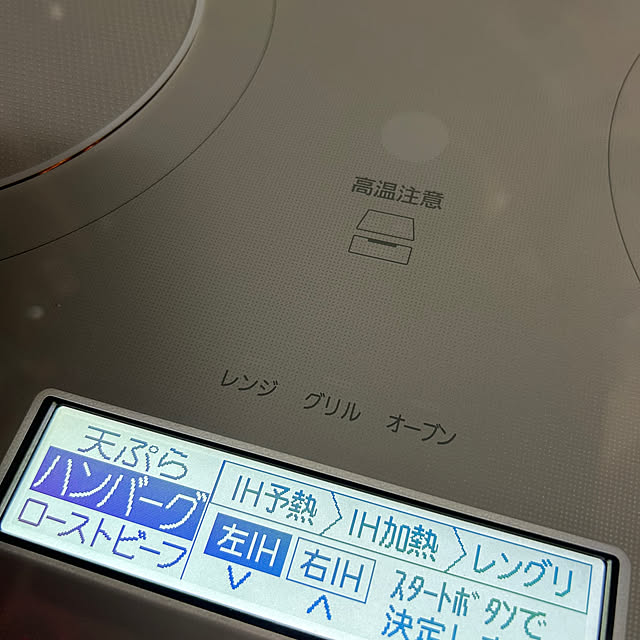 高温注意
レンジ グリル オーブン
天ぷら
ハンバーグ
ローストビーフ
IH予熱 IH加熱 レングリ
左IH 右IH
スタートボタンで
決定し